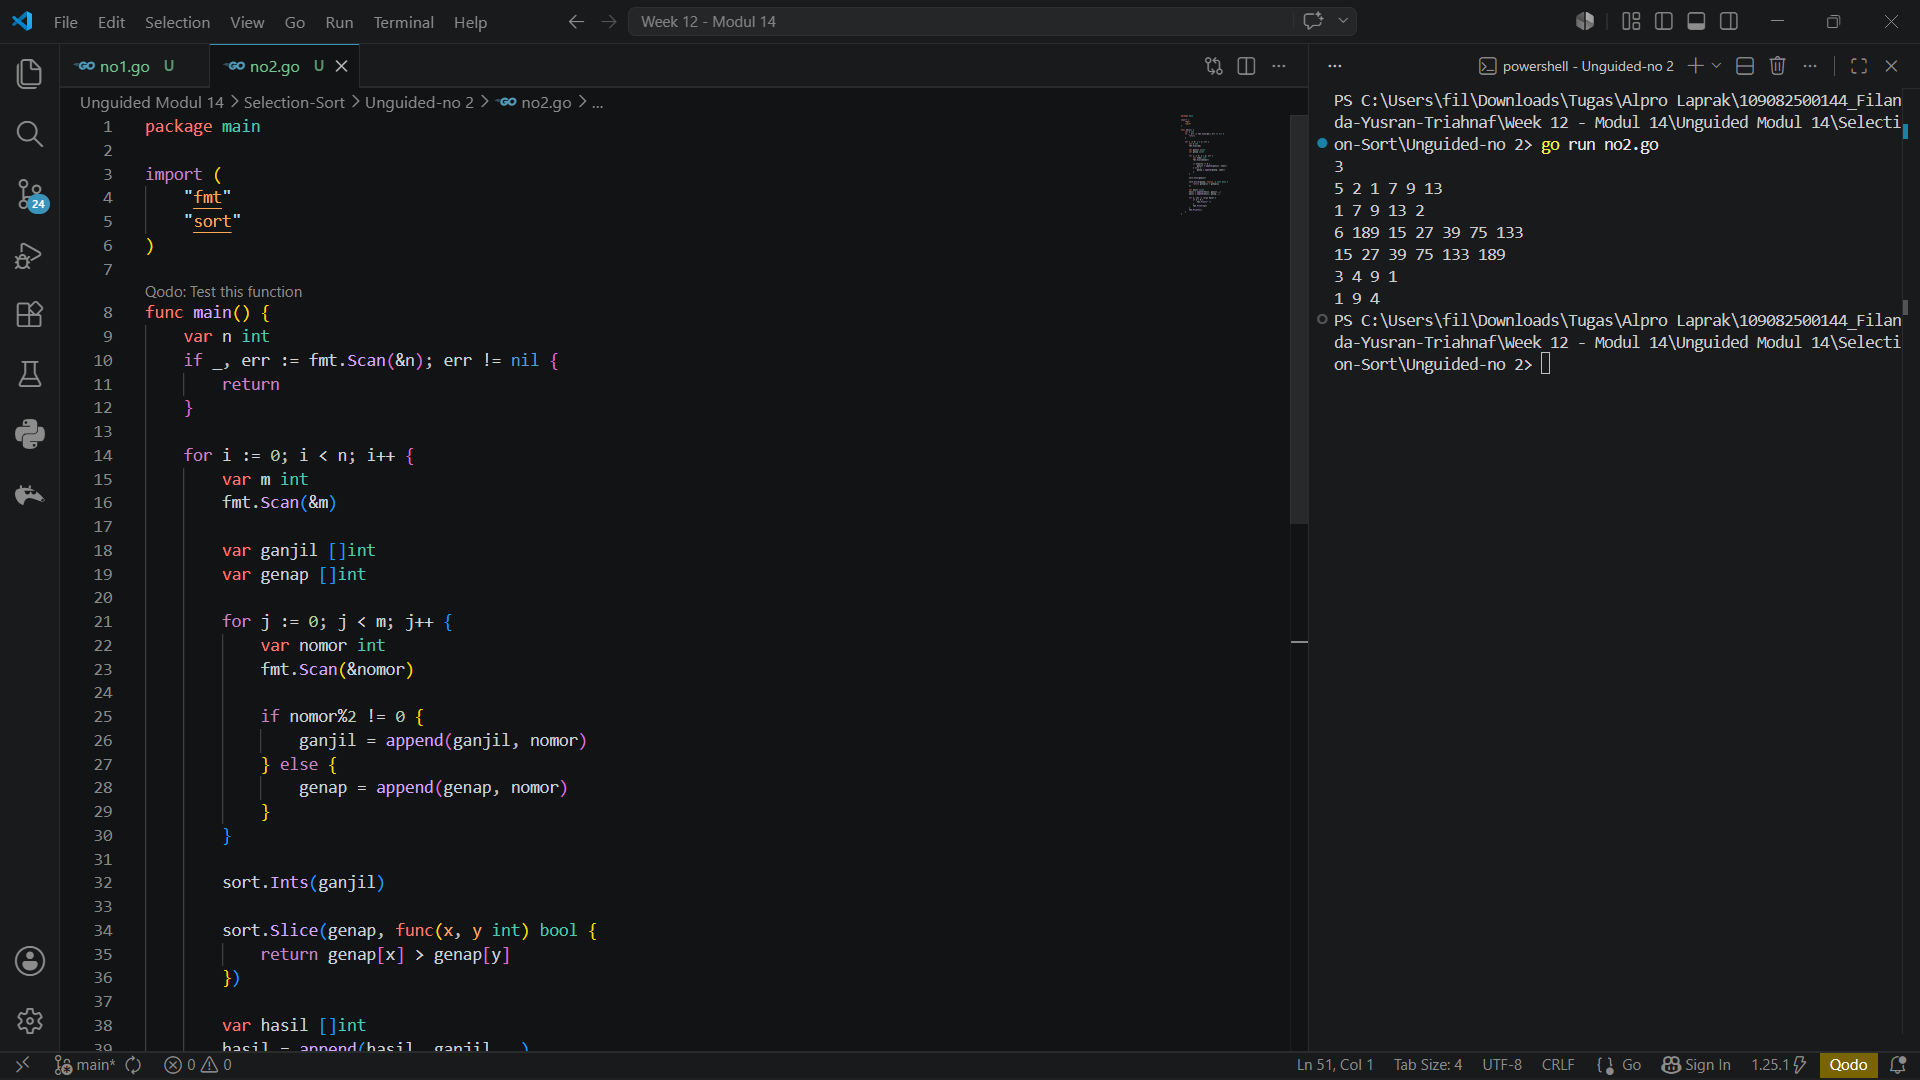 File Edit Selection View Go Run Terminal Help
Week 12 - Modul 14
no1.go U
no2.go U
Unguided Modul 14 > Selection-Sort > Unguided-no 2 > no2.go > ...
1 package main
2
3 import (
4 "fmt"
5 "sort"
6 )
7
Qodo: Test this function
8 func main() {
9 var n int
10 if _, err := fmt.Scan(&n); err != nil {
11 return
12 }
13
14 for i := 0; i < n; i++ {
15 var m int
16 fmt.Scan(&m)
17
18 var ganjil []int
19 var genap []int
20
21 for j := 0; j < m; j++ {
22 var nomor int
23 fmt.Scan(&nomor)
24
25 if nomor%2 != 0 {
26 ganjil = append(ganjil, nomor)
27 } else {
28 genap = append(genap, nomor)
29 }
30 }
31
32 sort.Ints(ganjil)
33
34 sort.Slice(genap, func(x, y int) bool {
35 return genap[x] > genap[y]
36 })
37
38 var hasil []int
39 hasil = append(hasil, ganjil...)
powershell - Unguided-no 2
PS C:\Users\fil\Downloads\Tugas\Alpro Laprak\109082500144_Filan
da-Yusran-Triahnaf\Week 12 - Modul 14\Unguided Modul 14\Selecti
on-Sort\Unguided-no 2> go run no2.go
3
5 2 1 7 9 13
1 7 9 13 2
6 189 15 27 39 75 133
15 27 39 75 133 189
3 4 9 1
1 9 4
PS C:\Users\fil\Downloads\Tugas\Alpro Laprak\109082500144_Filan
da-Yusran-Triahnaf\Week 12 - Modul 14\Unguided Modul 14\Selecti
on-Sort\Unguided-no 2>
24
main* 0 0
Ln 51, Col 1 Tab Size: 4 UTF-8 CRLF {} Go Sign In 1.25.1 Qodo